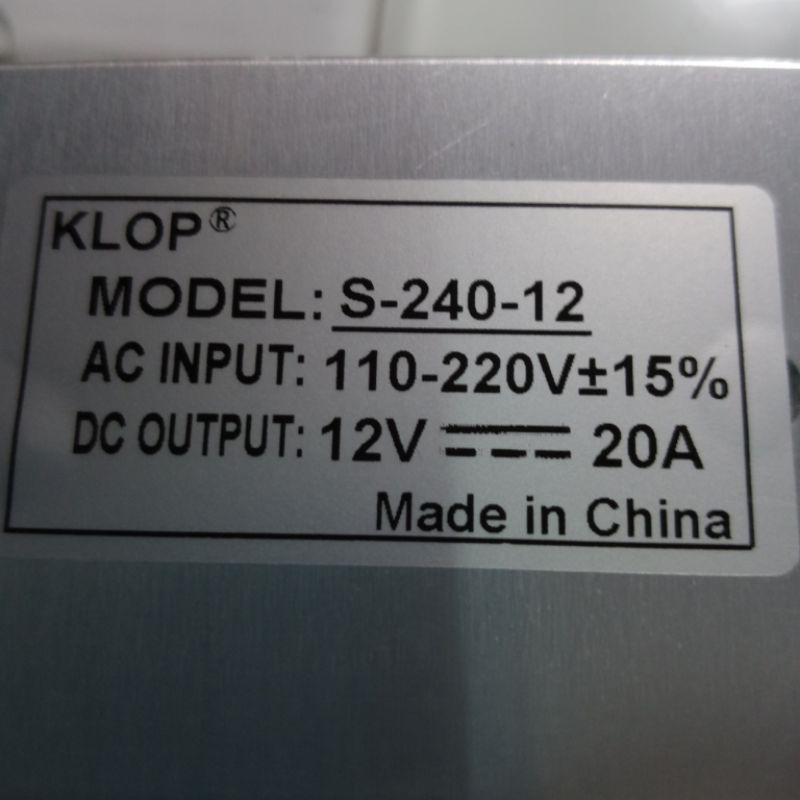 KLOP®
MODEL: S-240-12
AC INPUT: 110-220V±15%
DC OUTPUT: 12V ⎓ 20A
Made in China